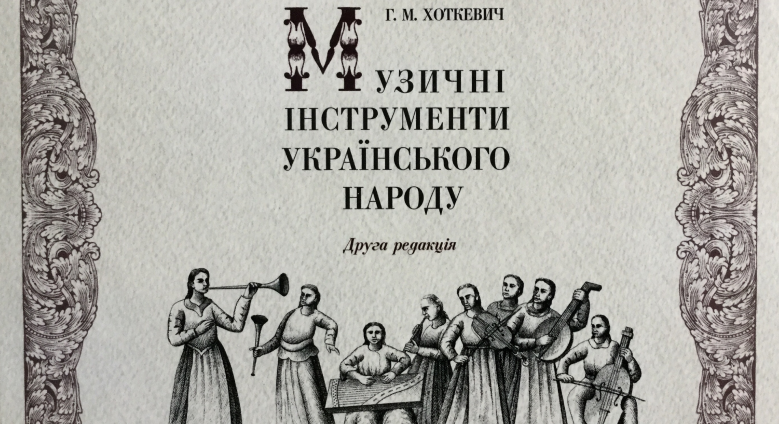 Г. М. ХОТКЕВИЧ
МУЗИЧНІ
ІНСТРУМЕНТИ
УКРАЇНСЬКОГО
НАРОДУ
Друга редакція